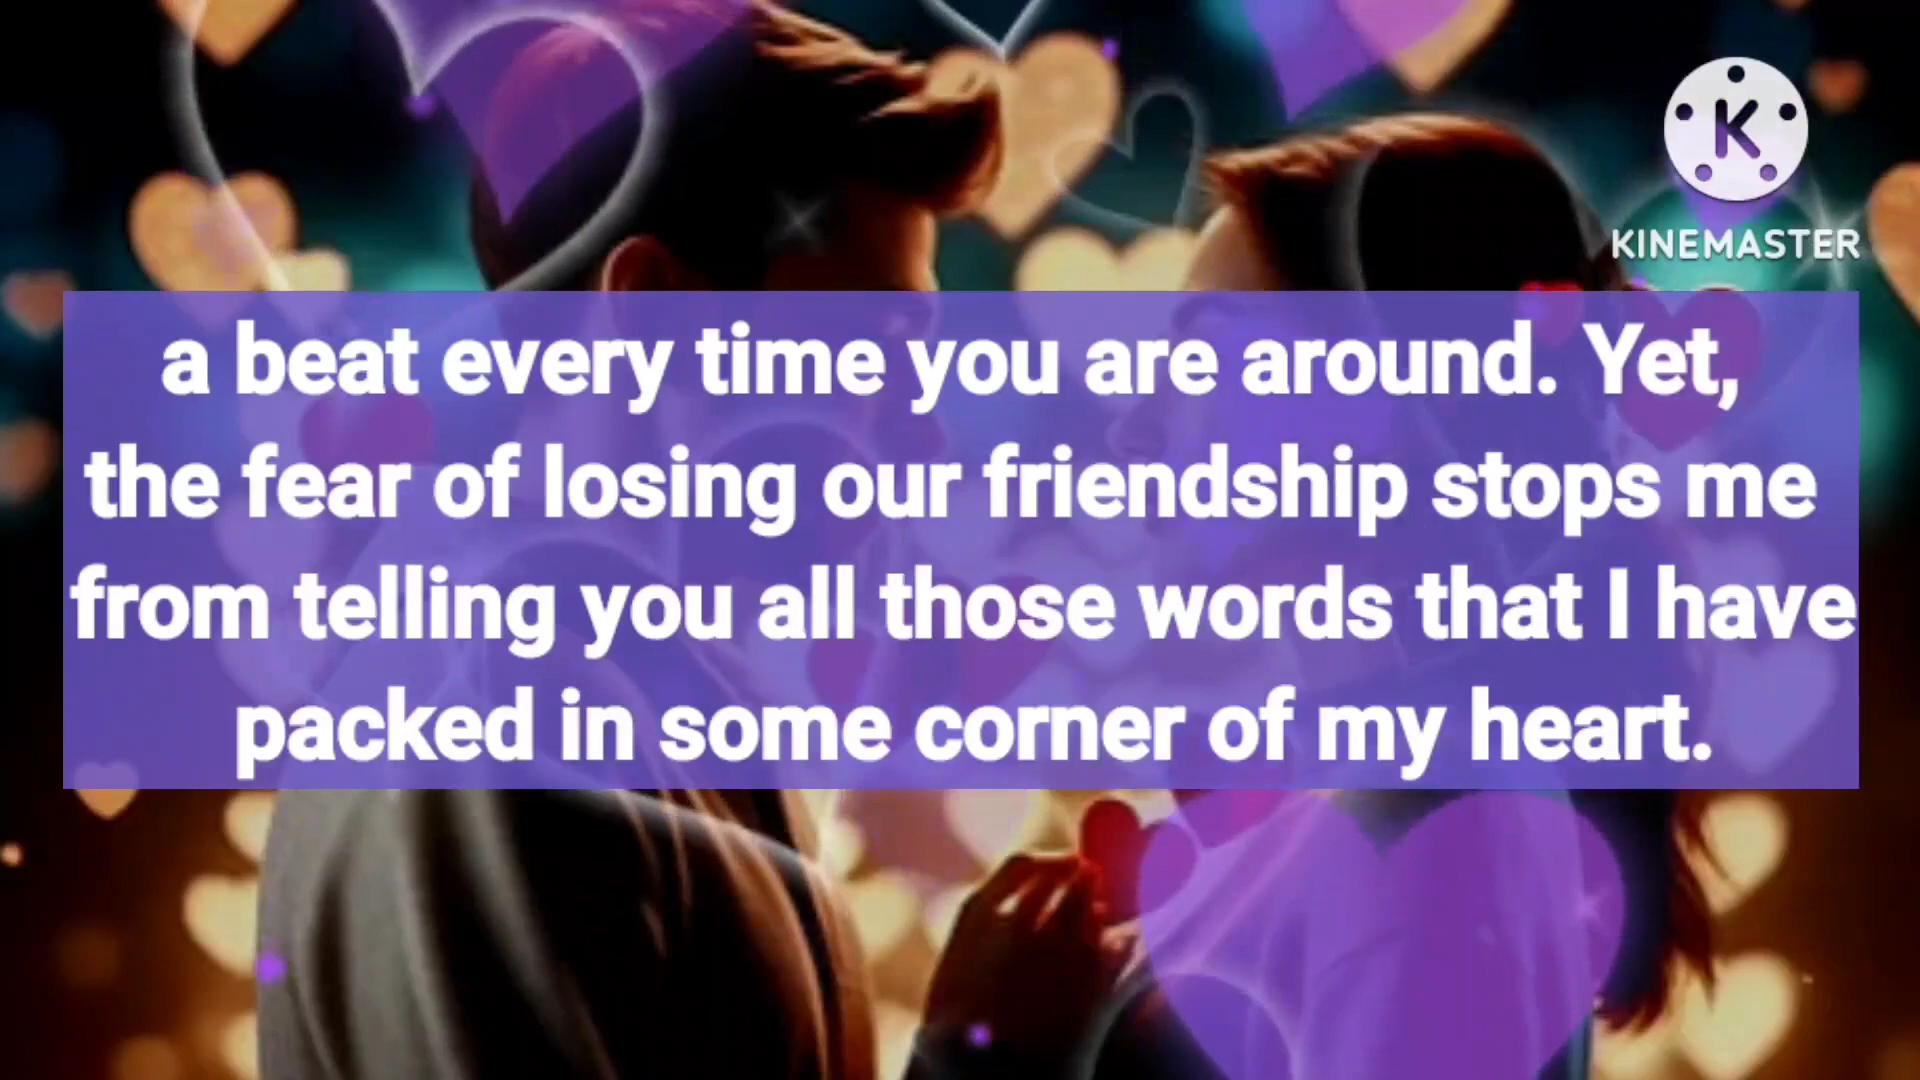 KINEMASTER
a beat every time you are around. Yet,
the fear of losing our friendship stops me
from telling you all those words that I have
packed in some corner of my heart.